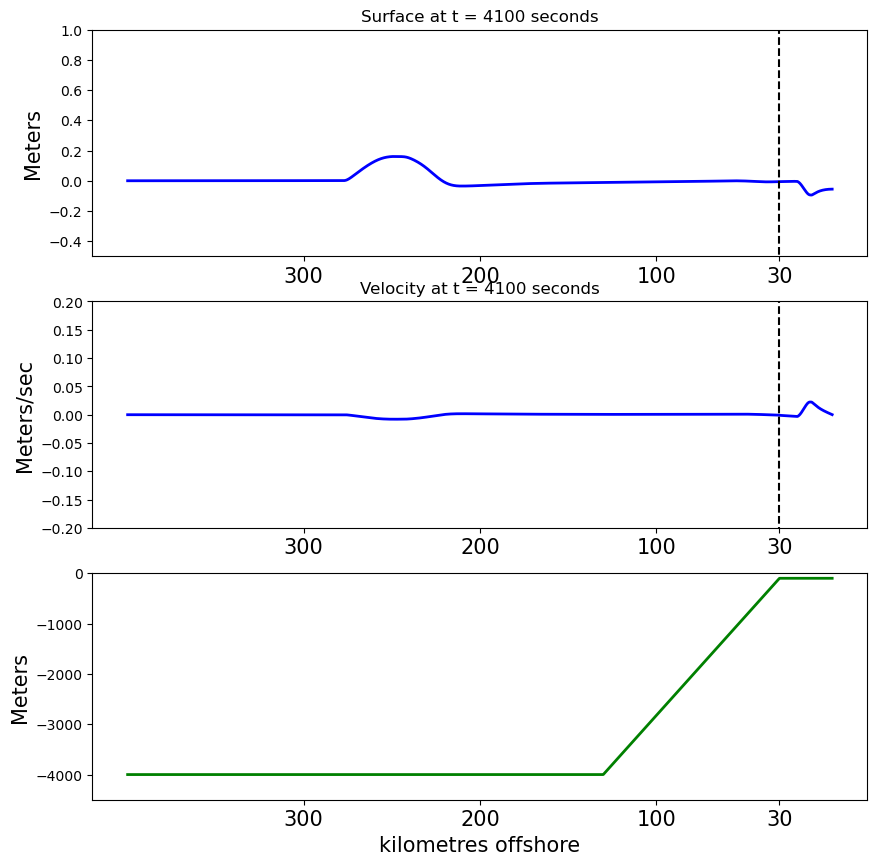 Surface at t = 4100 seconds
1.0
0.8
0.6
0.4
0.2
0.0
−0.2
−0.4
Meters
300 200 100 30
Velocity at t = 4100 seconds
0.20
0.15
0.10
0.05
0.00
−0.05
−0.10
−0.15
−0.20
Meters/sec
300 200 100 30
0
−1000
−2000
−3000
−4000
Meters
300 200 100 30
kilometres offshore